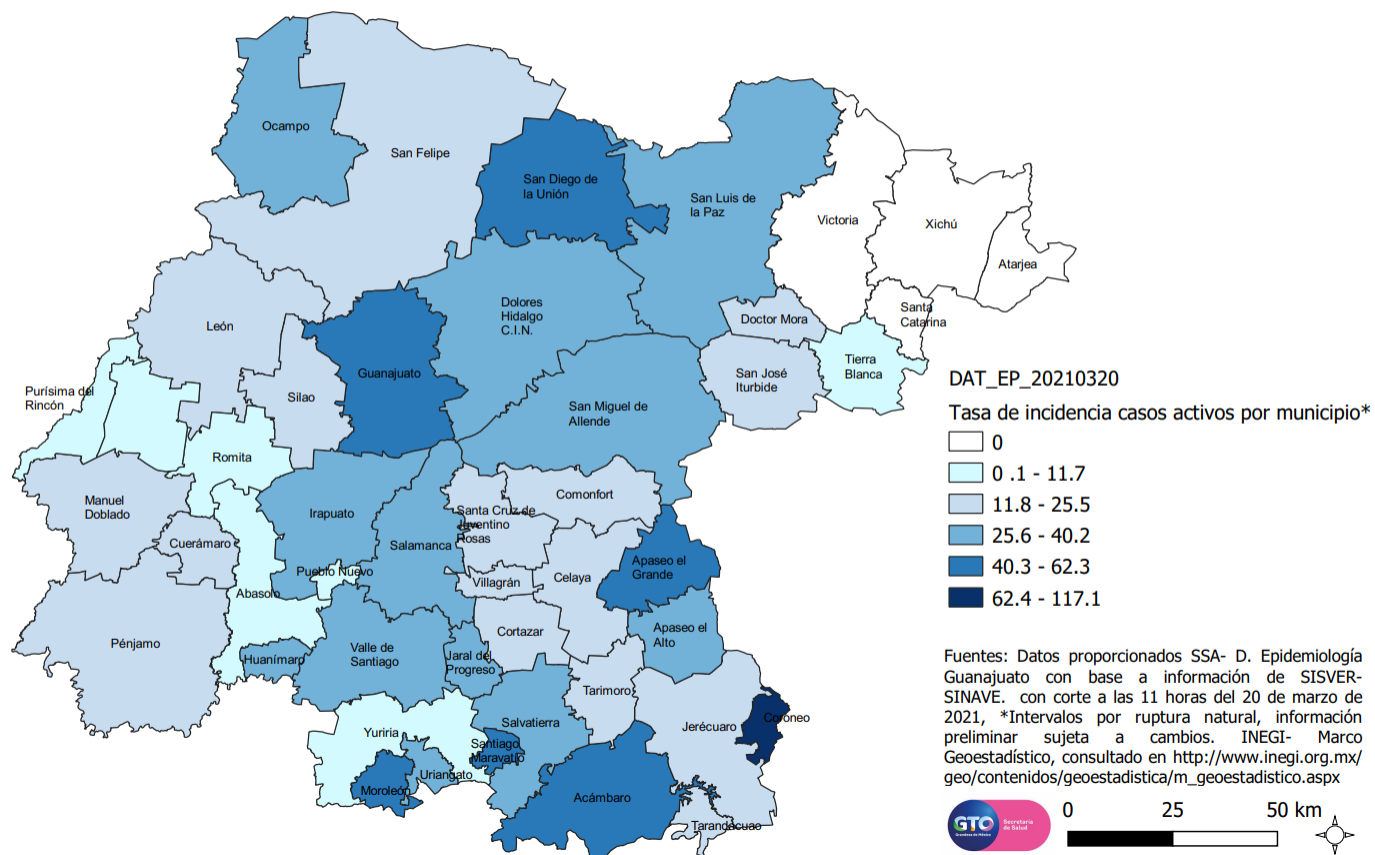 Ocampo
San Felipe
San Diego de
la Unión
San Luis de
la Paz
Victoria
Xichú
Atarjea
Santa
Catarina
León
Dolores
Hidalgo
C.I.N.
Doctor Mora
Tierra
Blanca
Purísima del
Rincón
Silao
Guanajuato
San José
Iturbide
San Miguel de
Allende
Romita
Manuel
Doblado
Irapuato
Comonfort
Santa Cruz de
Juventino
Rosas
Cuerámaro
Salamanca
Pueblo Nuevo
Villagrán
Celaya
Apaseo el
Grande
Abasolo
Pénjamo
Huanímaro
Valle de
Santiago
Jaral del
Progreso
Cortazar
Apaseo el
Alto
Tarimoro
Jerécuaro
Coroneo
Yuriria
Salvatierra
Santiago
Maravatío
Uriangato
Moroleón
Acámbaro
Tarandacuao
DAT_EP_20210320
Tasa de incidencia casos activos por municipio*
0
0 .1 - 11.7
11.8 - 25.5
25.6 - 40.2
40.3 - 62.3
62.4 - 117.1
Fuentes: Datos proporcionados SSA- D. Epidemiología
Guanajuato con base a información de SISVER-
SINAVE. con corte a las 11 horas del 20 de marzo de
2021, *Intervalos por ruptura natural, información
preliminar sujeta a cambios. INEGI- Marco
Geoestadístico, consultado en http://www.inegi.org.mx/
geo/contenidos/geoestadistica/m_geoestadistico.aspx
GTO
Grandeza de México
Secretaría
de Salud
0 25 50 km